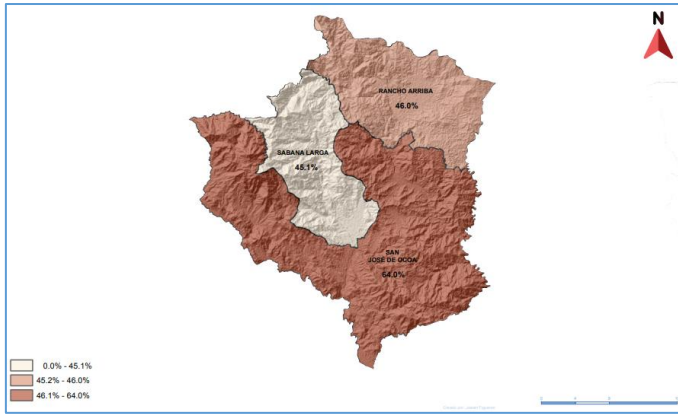 N
RANCHO ARRIBA
46.0%
SABANA LARGA
45.1%
SAN
JOSE DE OCOA
64.0%
0.0% - 45.1%
45.2% - 46.0%
46.1% - 64.0%